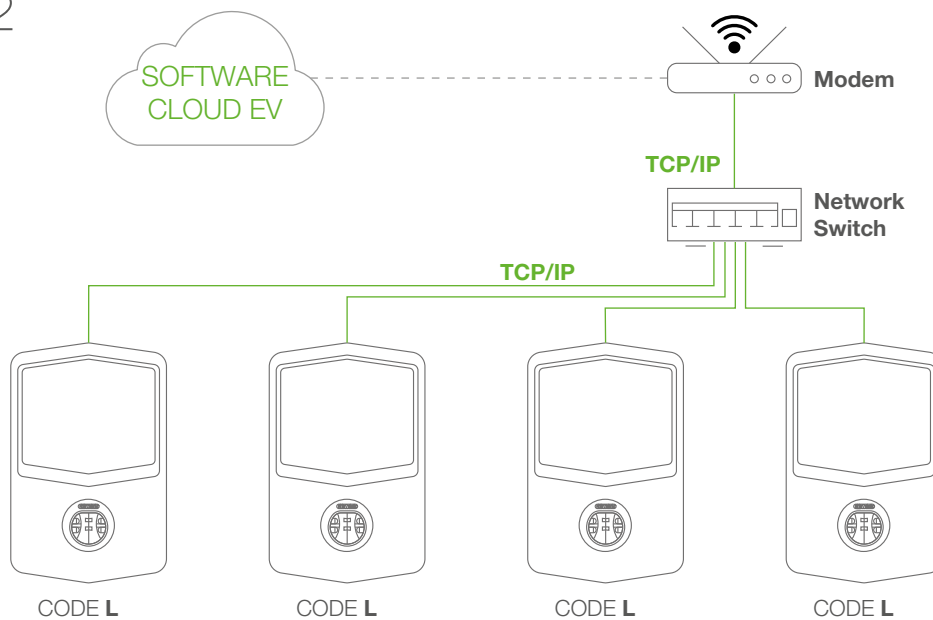 2
SOFTWARE
CLOUD EV
Modem
TCP/IP
Network
Switch
TCP/IP
CODE L
CODE L
CODE L
CODE L